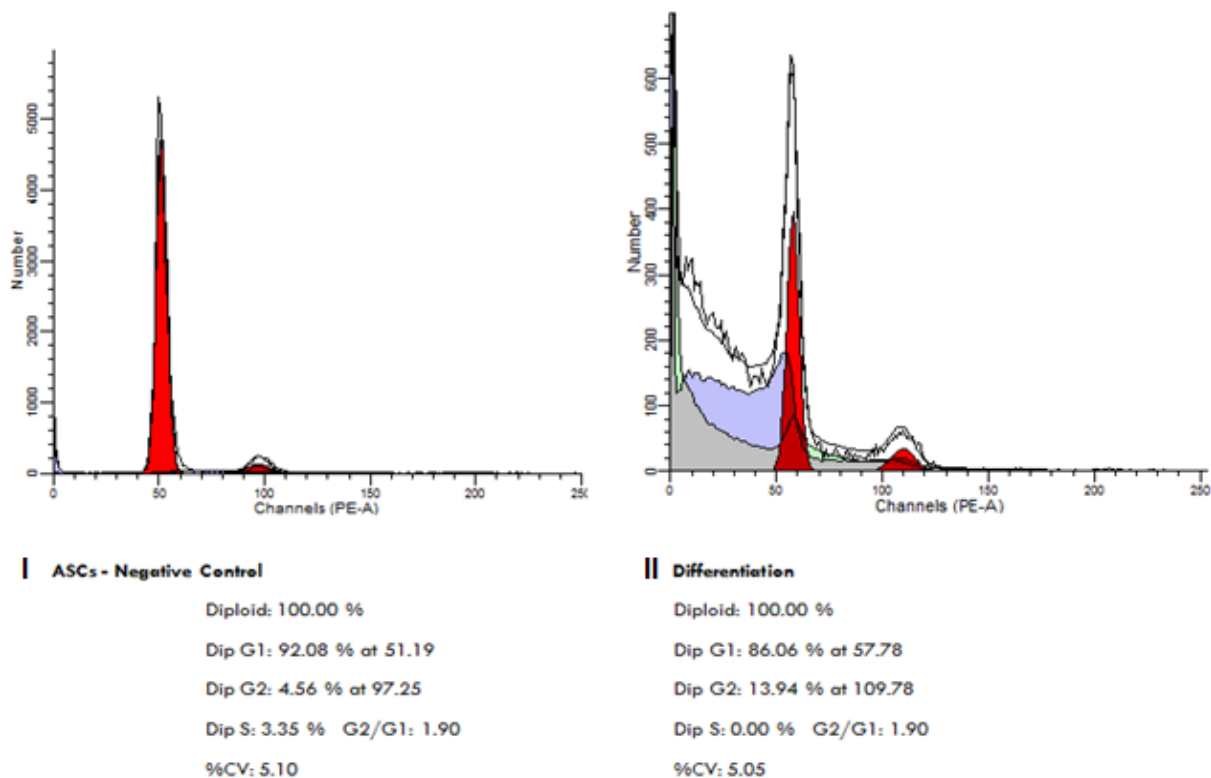 5000
4000
3000
2000
1000
0
Number
0 50 100 150 200 25
Channels (PE-A)
600
500
400
300
200
100
0
Number
0 50 100 150 200 250
Channels (PE-A)
I ASCs - Negative Control
Diploid: 100.00 %
Dip G1: 92.08 % at 51.19
Dip G2: 4.56 % at 97.25
Dip S: 3.35 % G2/G1: 1.90
%CV: 5.10
II Differentiation
Diploid: 100.00 %
Dip G1: 86.06 % at 57.78
Dip G2: 13.94 % at 109.78
Dip S: 0.00 % G2/G1: 1.90
%CV: 5.05